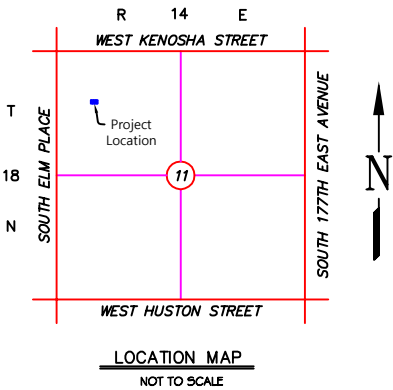 R 14 E
WEST KENOSHA STREET
T
18
N
SOUTH ELM PLACE
Project
Location
11
SOUTH 177TH EAST AVENUE
N
WEST HUSTON STREET
LOCATION MAP
NOT TO SCALE